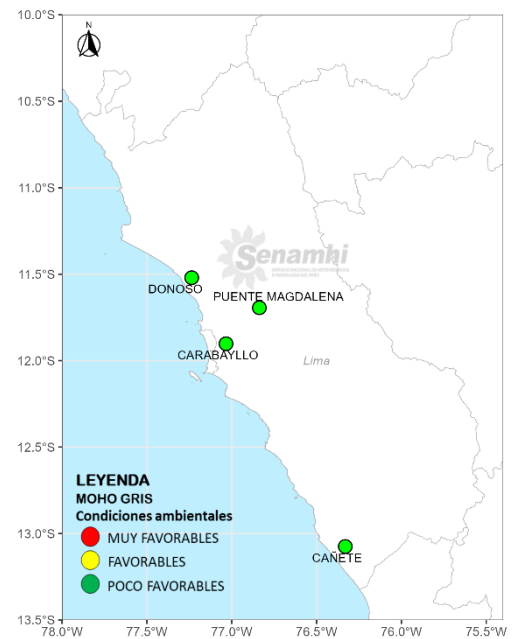 10.0°S
N
10.5°S
11.0°S
Senamhi
11.5°S
DONOSO
PUENTE MAGDALENA
CARABAYLLO
12.0°S
Lima
12.5°S
LEYENDA
MOHO GRIS
Condiciones ambientales
MUY FAVORABLES
FAVORABLES
POCO FAVORABLES
13.0°S
CAÑETE
13.5°S
78.0°W
77.5°W
77.0°W
76.5°W
76.0°W
75.5°W